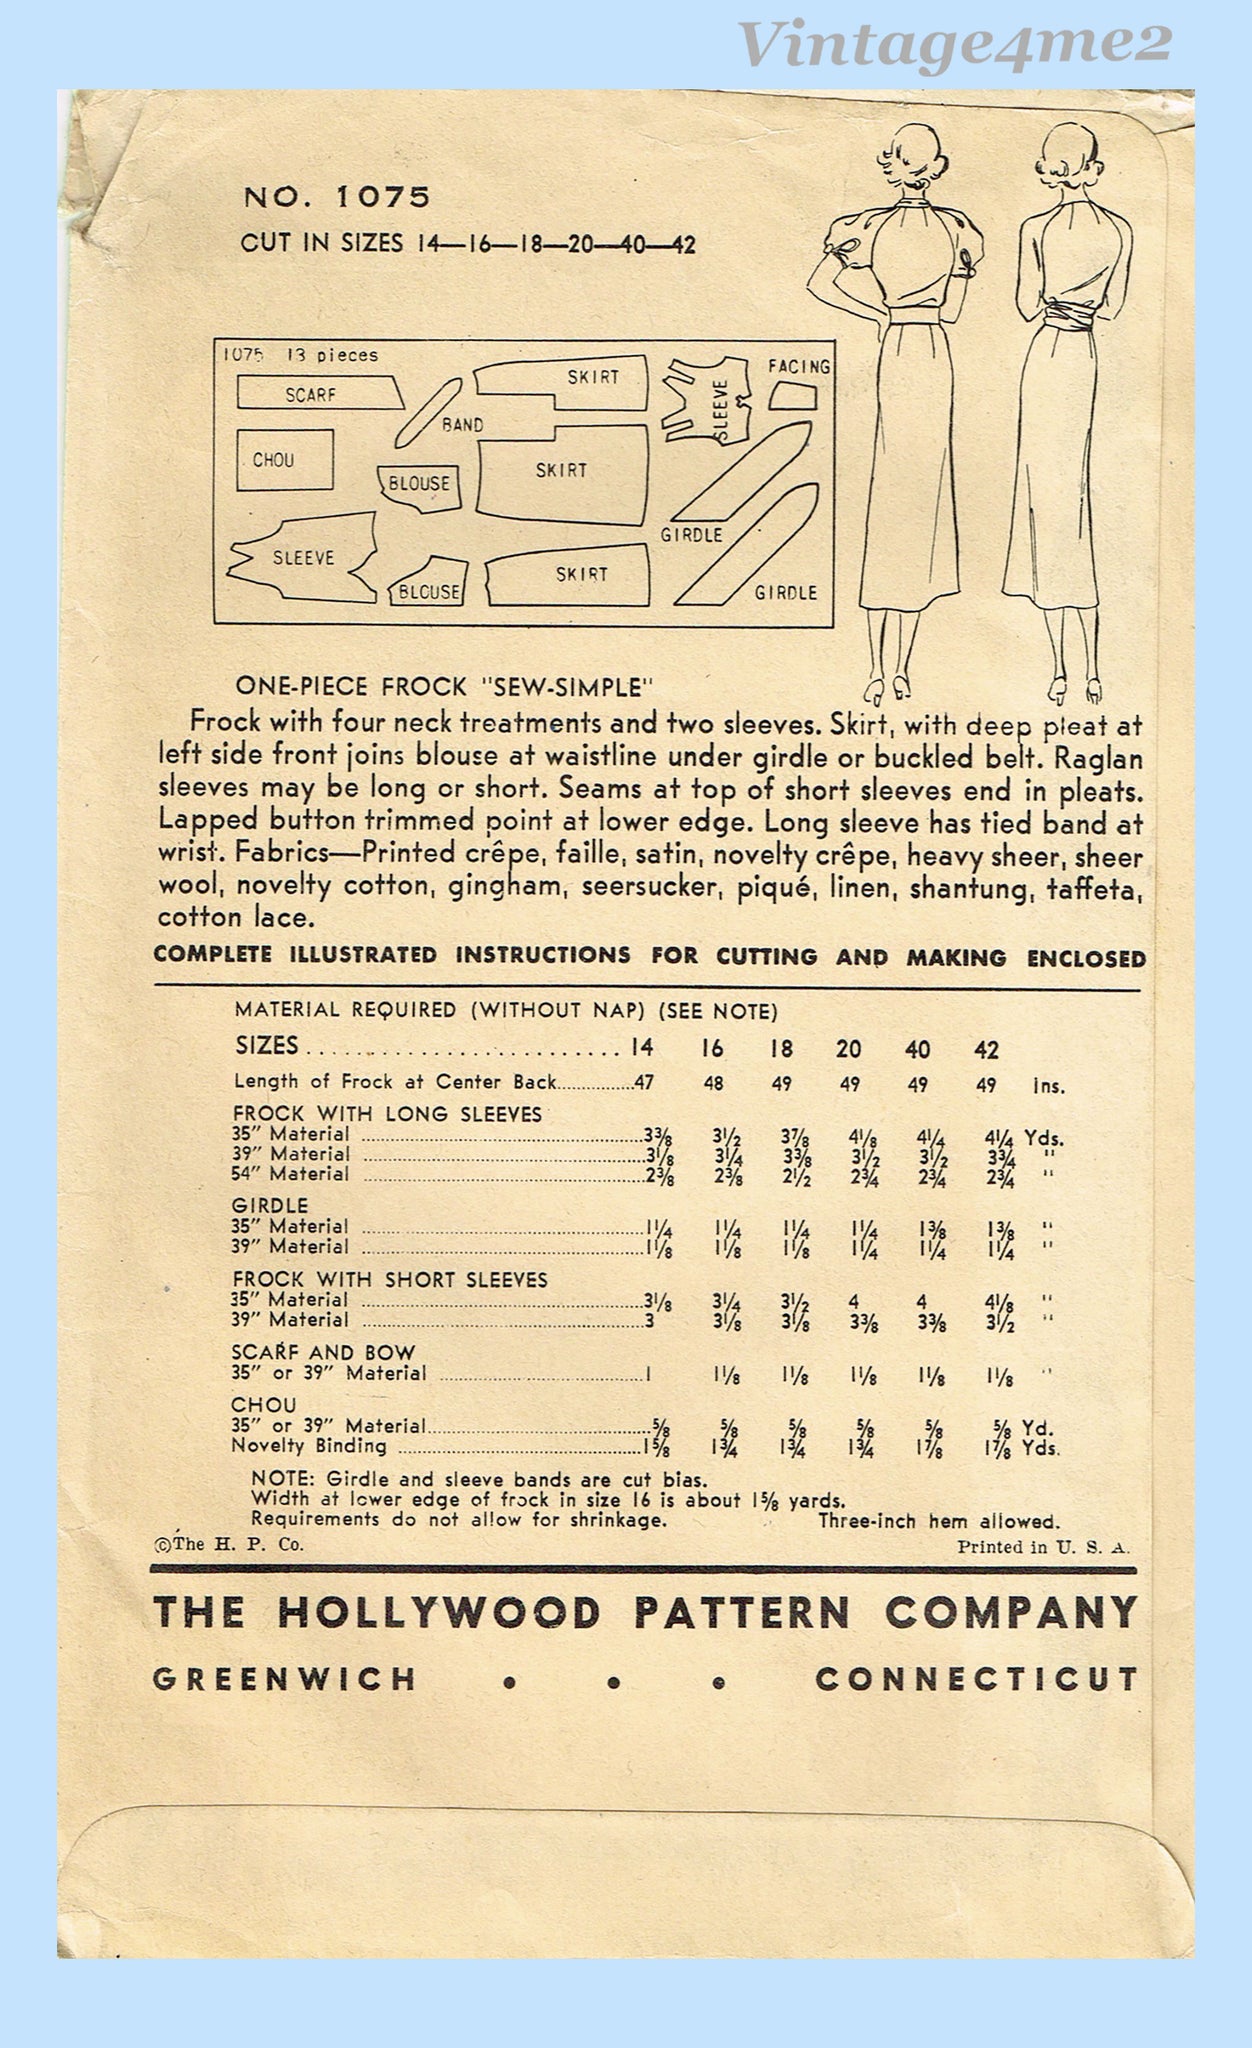 Vintage4me2
NO. 1075
CUT IN SIZES 14—16—18—20—40—42
1075 13 pieces
SCARF
BAND
SKIRT
SLEEVE
FACING
CHOU
BLOUSE
SKIRT
GIRDLE
SLEEVE
BLOUSE
SKIRT
GIRDLE
ONE-PIECE FROCK "SEW-SIMPLE"
Frock with four neck treatments and two sleeves. Skirt, with deep pleat at
left side front joins blouse at waistline under girdle or buckled belt. Raglan
sleeves may be long or short. Seams at top of short sleeves end in pleats.
Lapped button trimmed point at lower edge. Long sleeve has tied band at
wrist. Fabrics—Printed crêpe, faille, satin, novelty crêpe, heavy sheer, sheer
wool, novelty cotton, gingham, seersucker, piqué, linen, shantung, taffeta,
cotton lace.
COMPLETE ILLUSTRATED INSTRUCTIONS FOR CUTTING AND MAKING ENCLOSED
MATERIAL REQUIRED (WITHOUT NAP) (SEE NOTE)
SIZES........................14 16 18 20 40 42
Length of Frock at Center Back..............47 48 49 49 49 49 Ins.
FROCK WITH LONG SLEEVES
35" Material ....................3⅜ 3½ 3⅞ 4⅛ 4¼ 4¼ Yds.
39" Material ....................3⅛ 3¼ 3⅜ 3½ 3½ 3¾ "
54" Material ....................2⅜ 2⅜ 2½ 2¾ 2¾ 2¾ "
GIRDLE
35" Material ....................1¼ 1¼ 1¼ 1¼ 1⅜ 1⅜ "
39" Material ....................1⅛ 1⅛ 1⅛ 1¼ 1¼ 1¼ "
FROCK WITH SHORT SLEEVES
35" Material ....................3⅛ 3¼ 3½ 4 4 4⅛ "
39" Material ....................3 3⅛ 3⅛ 3⅜ 3⅜ 3½ "
SCARF AND BOW
35" or 39" Material ....................1 1⅛ 1⅛ 1⅛ 1⅛ 1⅛ "
CHOU
35" or 39" Material....................⅝ ⅝ ⅝ ⅝ ⅝ ⅝ Yd.
Novelty Binding ....................1⅝ 1¾ 1¾ 1¾ 1⅞ 1⅞ Yds.
NOTE: Girdle and sleeve bands are cut bias.
Width at lower edge of frock in size 16 is about 1⅝ yards.
Requirements do not allow for shrinkage. Three-inch hem allowed.
©The H. P. Co. Printed in U. S. A.
THE HOLLYWOOD PATTERN COMPANY
GREENWICH • • • CONNECTICUT